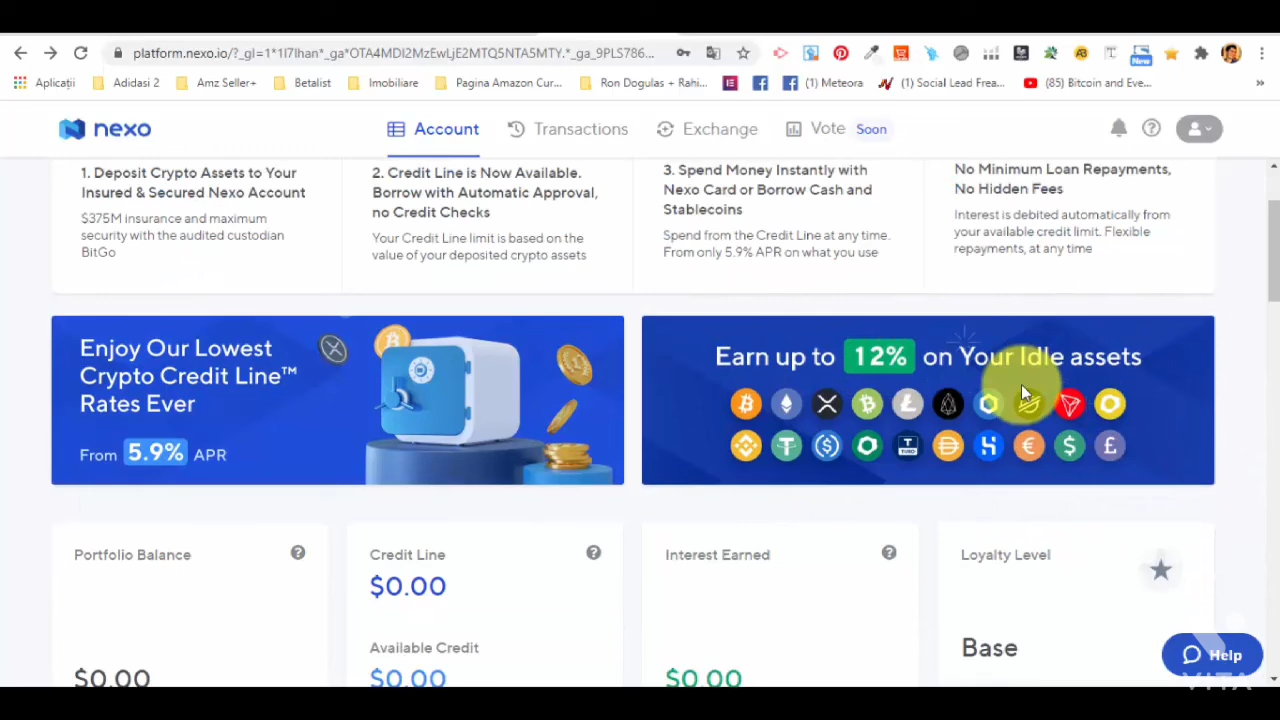 platform.nexo.io/?_gl=1*1l7lhan*_ga*OTA4MDI2MzEwLjE2MTQ5NTA5MTY.*_ga_9PLS786...
New
Aplicații
Adidasi 2
Amz Seller+
Betalist
Imobiliare
Pagina Amazon Cur...
Ron Dogulas + Rahi...
(1) Meteora
(1) Social Lead Frea...
(85) Bitcoin and Eve...
nexo
Account
Transactions
Exchange
Vote Soon
1. Deposit Crypto Assets to Your
Insured & Secured Nexo Account
$375M insurance and maximum
security with the audited custodian
BitGo
2. Credit Line is Now Available.
Borrow with Automatic Approval,
no Credit Checks
Your Credit Line limit is based on the
value of your deposited crypto assets
3. Spend Money Instantly with
Nexo Card or Borrow Cash and
Stablecoins
Spend from the Credit Line at any time.
From only 5.9% APR on what you use
No Minimum Loan Repayments,
No Hidden Fees
Interest is debited automatically from
your available credit limit. Flexible
repayments, at any time
Enjoy Our Lowest
Crypto Credit Line™
Rates Ever
From 5.9% APR
Earn up to 12% on Your Idle assets
Portfolio Balance
$0.00
Credit Line
$0.00
Available Credit
$0.00
Interest Earned
$0.00
Loyalty Level
Base
Help
VITA